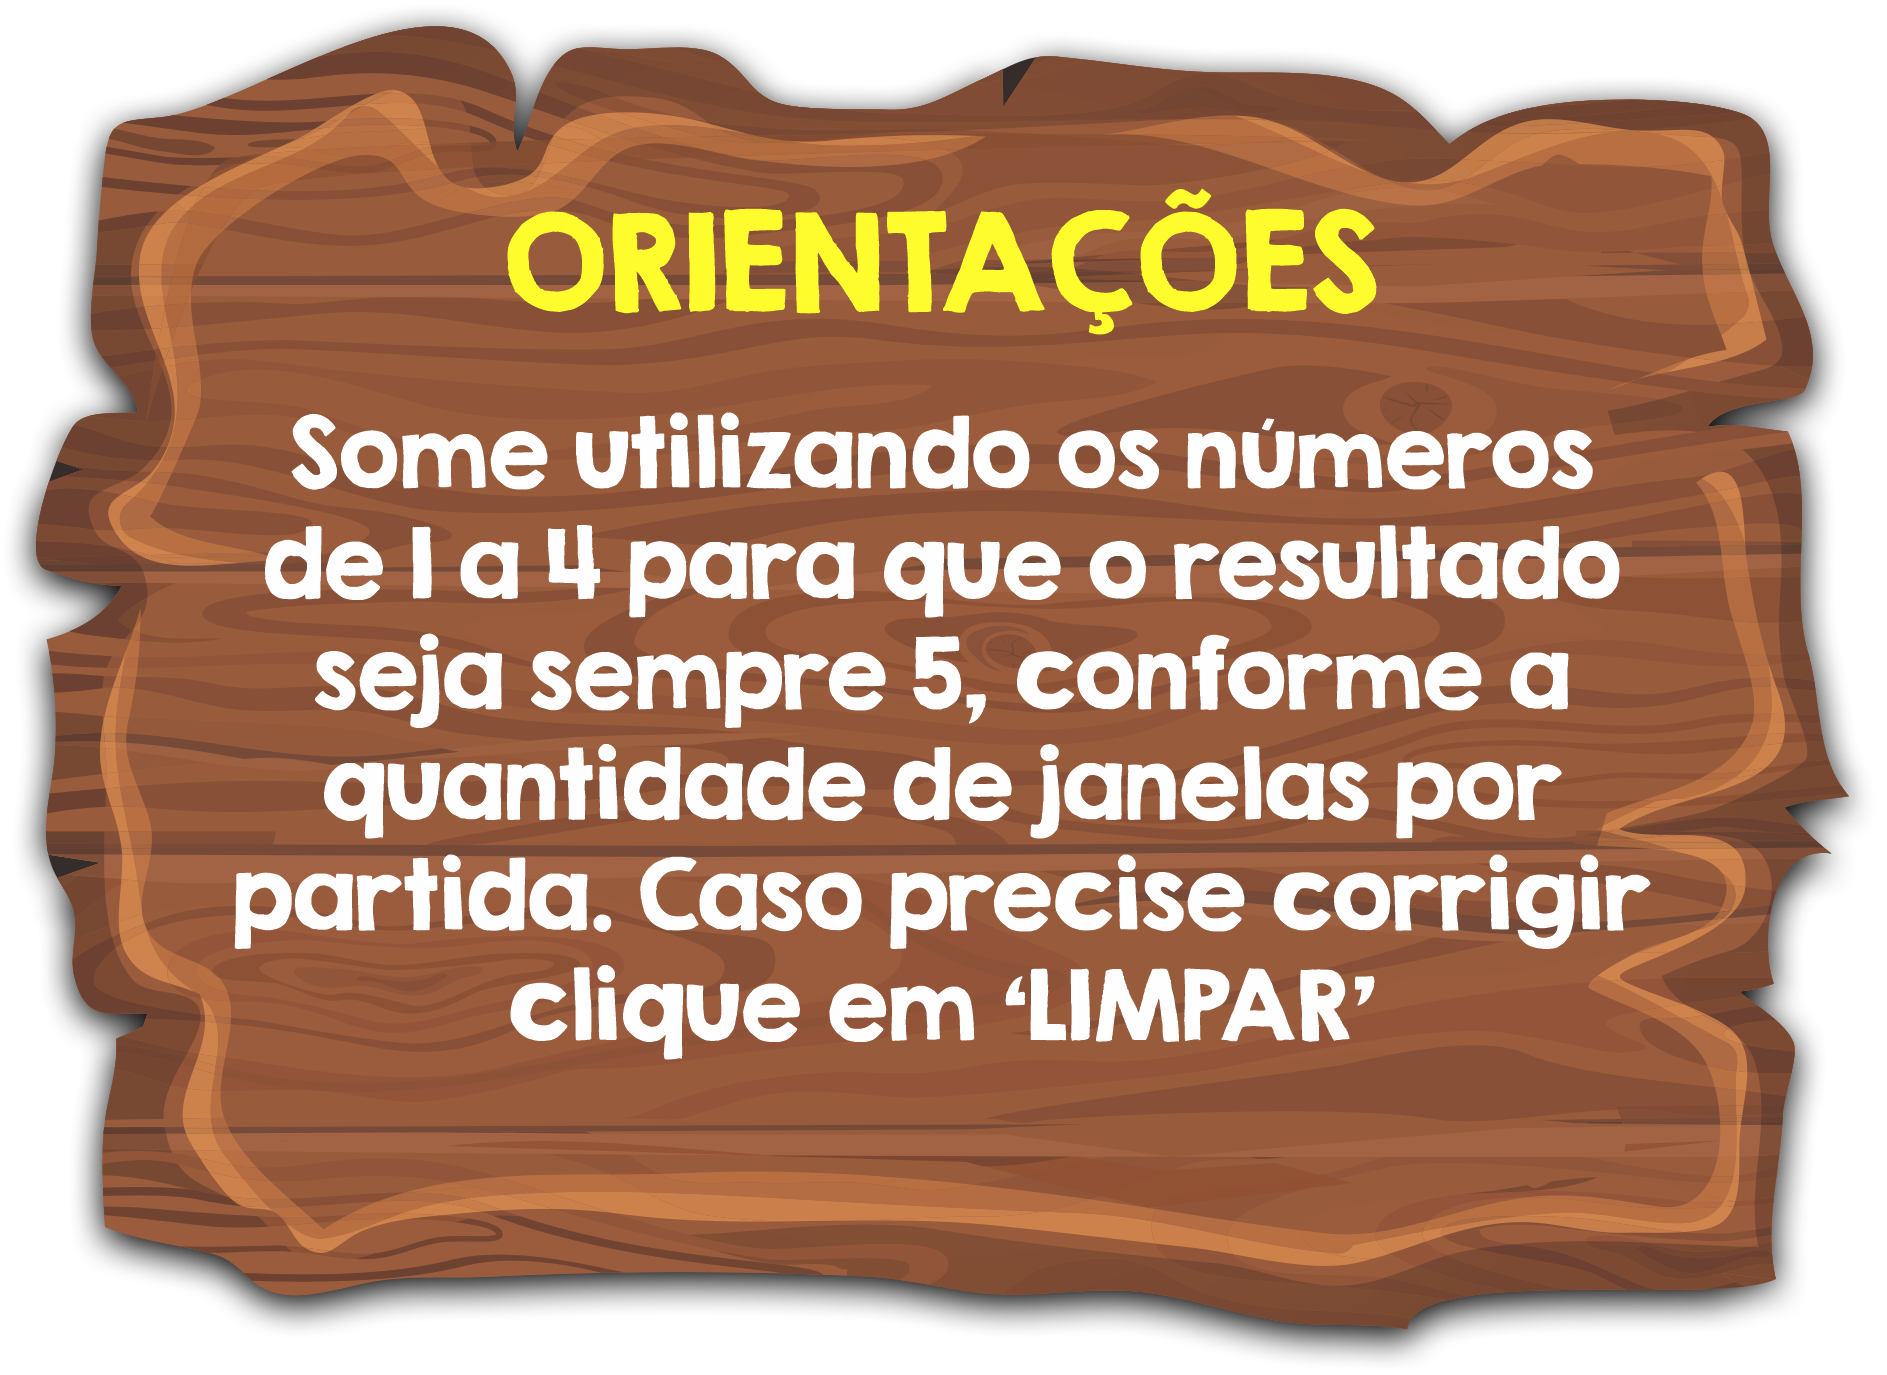 ORIENTAÇÕES
Some utilizando os números
de 1 a 4 para que o resultado
seja sempre 5, conforme a
quantidade de janelas por
partida. Caso precise corrigir
clique em ‘LIMPAR’